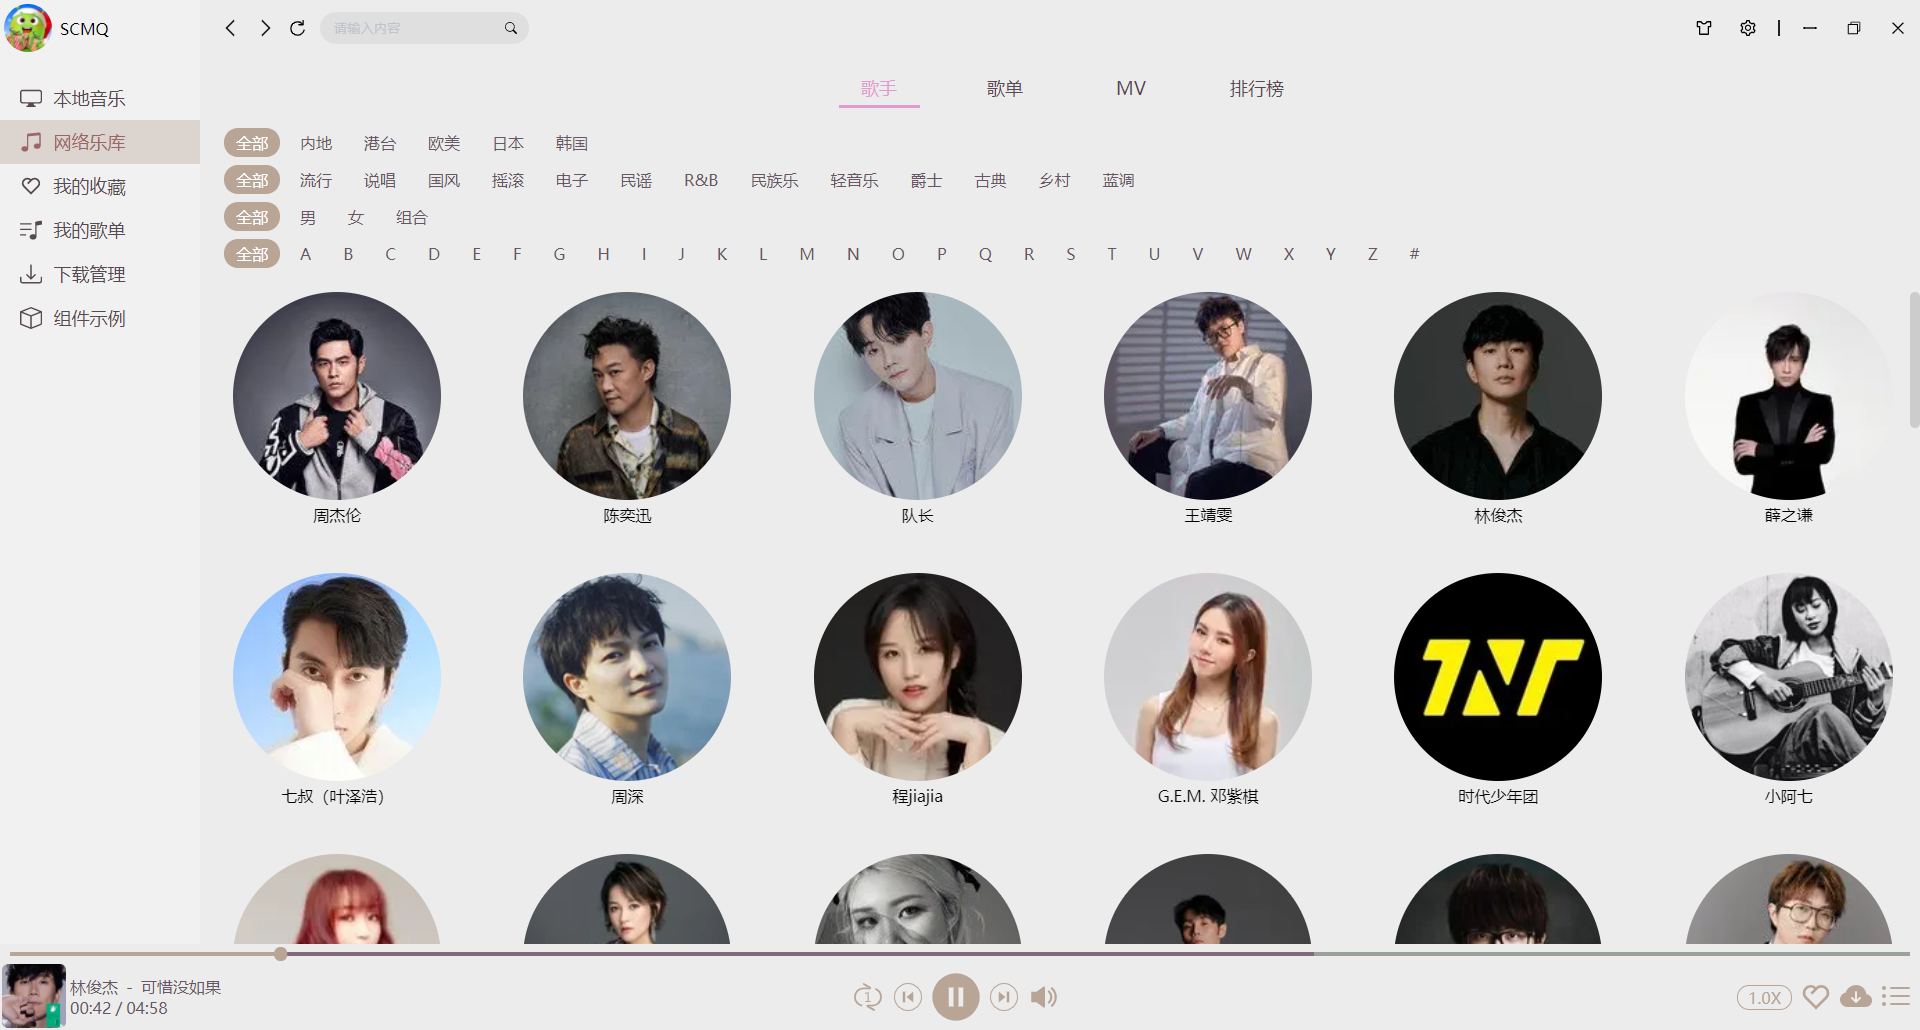 SCMQ
请输入内容
本地音乐
网络乐库
我的收藏
我的歌单
下载管理
组件示例
歌手 歌单 MV 排行榜
全部 内地 港台 欧美 日本 韩国
全部 流行 说唱 国风 摇滚 电子 民谣 R&B 民族乐 轻音乐 爵士 古典 乡村 蓝调
全部 男 女 组合
全部 A B C D E F G H I J K L M N O P Q R S T U V W X Y Z #
周杰伦 陈奕迅 队长 王靖雯 林俊杰 薛之谦
TNT
七叔（叶泽浩） 周深 程jiajia G.E.M. 邓紫棋 时代少年团 小阿七
林俊杰 - 可惜没如果
00:42 / 04:58
1
1.0X